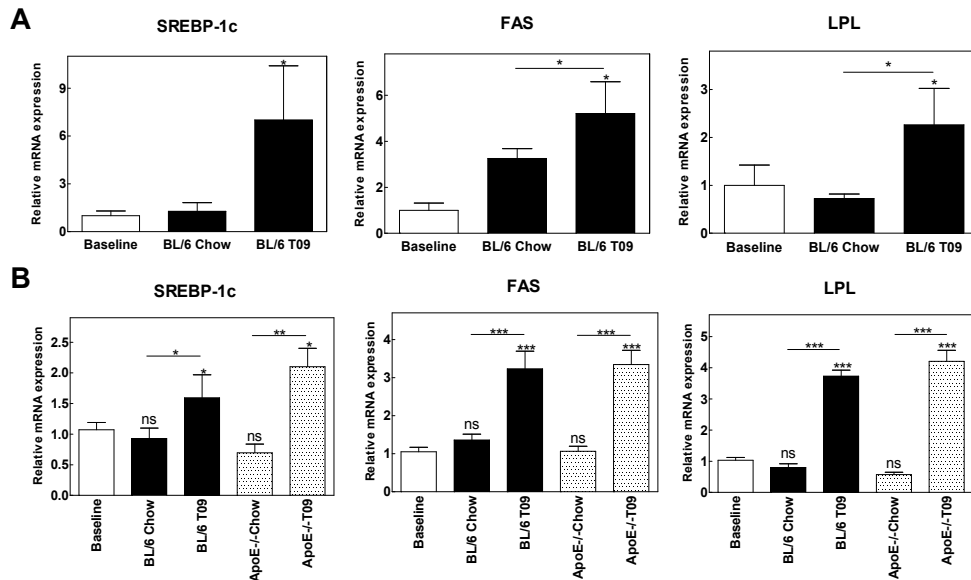 A
SREBP-1c
FAS
LPL
Relative mRNA expression
9
6
3
0
*
Baseline
BL/6 Chow
BL/6 T09
Relative mRNA expression
6
4
2
0
*
*
Baseline
BL/6 Chow
BL/6 T09
Relative mRNA expression
3
2
1
0
*
*
Baseline
BL/6 Chow
BL/6 T09
B
SREBP-1c
FAS
LPL
Relative mRNA expression
2.5
2.0
1.5
1.0
0.5
0.0
*
**
ns
*
ns
*
Baseline
BL/6 Chow
BL/6 T09
ApoE-/-Chow
ApoE-/-T09
Relative mRNA expression
4
3
2
1
0
***
***
ns
***
ns
***
Baseline
BL/6 Chow
BL/6 T09
ApoE-/-Chow
ApoE-/-T09
Relative mRNA expression
5
4
3
2
1
0
***
***
ns
***
ns
***
Baseline
BL/6 Chow
BL/6 T09
ApoE-/-Chow
ApoE-/-T09